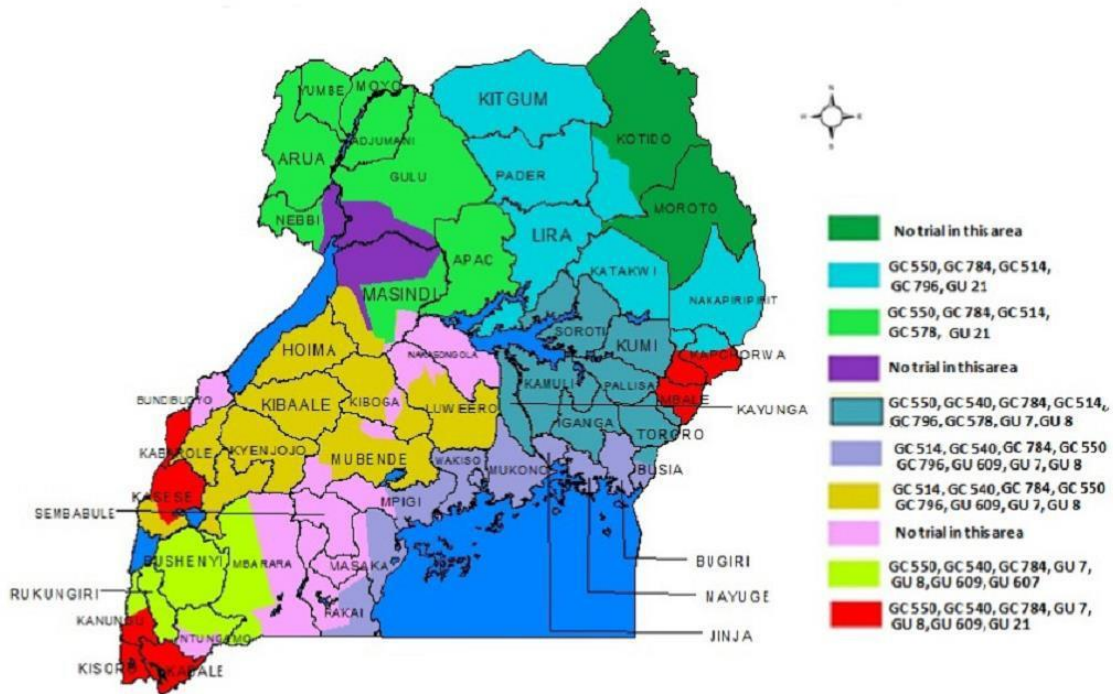 N
E
S
YUMBE
MOYO
ADJUMANI
ARUA
GULU
NEBBI
KITGUM
KOTIDO
PADER
MOROTO
LIRA
APAC
KATAKWI
NAKAPIRIPIRIT
MASINDI
SOROTI
KUMI
KAPCHORWA
HOIMA
NAKASONGOLA
KAMULI
PALLISA
MBALE
BUNDIBUGYO
KIBAALE
KIBOGA
LUWEERO
KAYUNGA
IGANGA
TORORO
KABAROLE
KYENJOJO
MUBENDE
WAKISO
MUKONO
BUSIA
KASESE
MPIGI
SEMBABULE
BUSHENYI
MBARARA
MASAKA
BUGIRI
RUKUNGIRI
MAYUGE
KANUNGU
RAKAI
JINJA
NTUNGAMO
KISORO
KABALE
No trial in this area
GC 550, GC 784, GC 514,
GC 796, GU 21
GC 550, GC 784, GC 514,
GC 578, GU 21
No trial in this area
GC 550, GC 540, GC 784, GC 514,
GC 796, GC 578, GU 7, GU 8
GC 514, GC 540, GC 784, GC 550
GC 796, GU 609, GU 7, GU 8
GC 514, GC 540, GC 784, GC 550
GC 796, GU 609, GU 7, GU 8
No trial in this area
GC 550, GC 540, GC 784, GU 7,
GU 8, GU 609, GU 607
GC 550, GC 540, GC 784, GU 7,
GU 8, GU 609, GU 21